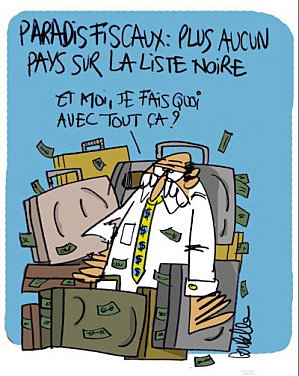 PARADIS FISCAUX: PLUS AUCUN
PAYS SUR LA LISTE NOIRE
ET MOI, JE FAIS QUOI
AVEC TOUT ÇA?
$
$
$
$
$